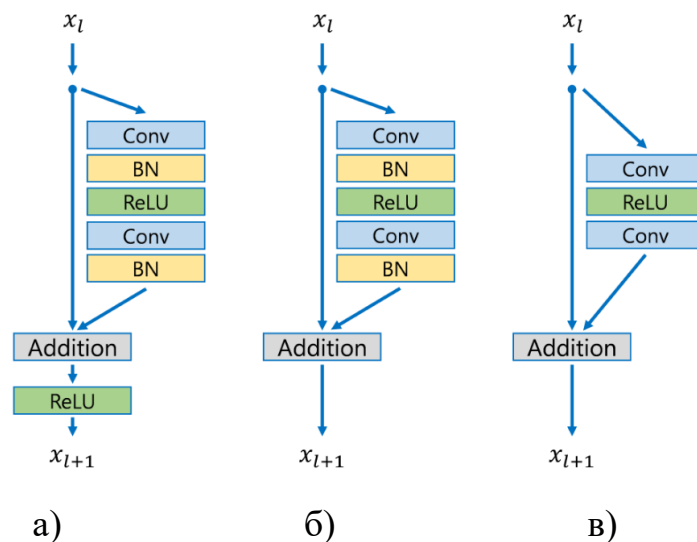 x_l x_l x_l
Conv Conv
BN BN Conv
ReLU ReLU ReLU
Conv Conv Conv
BN BN
Addition Addition Addition
ReLU
x_{l+1} x_{l+1} x_{l+1}
а) б) в)